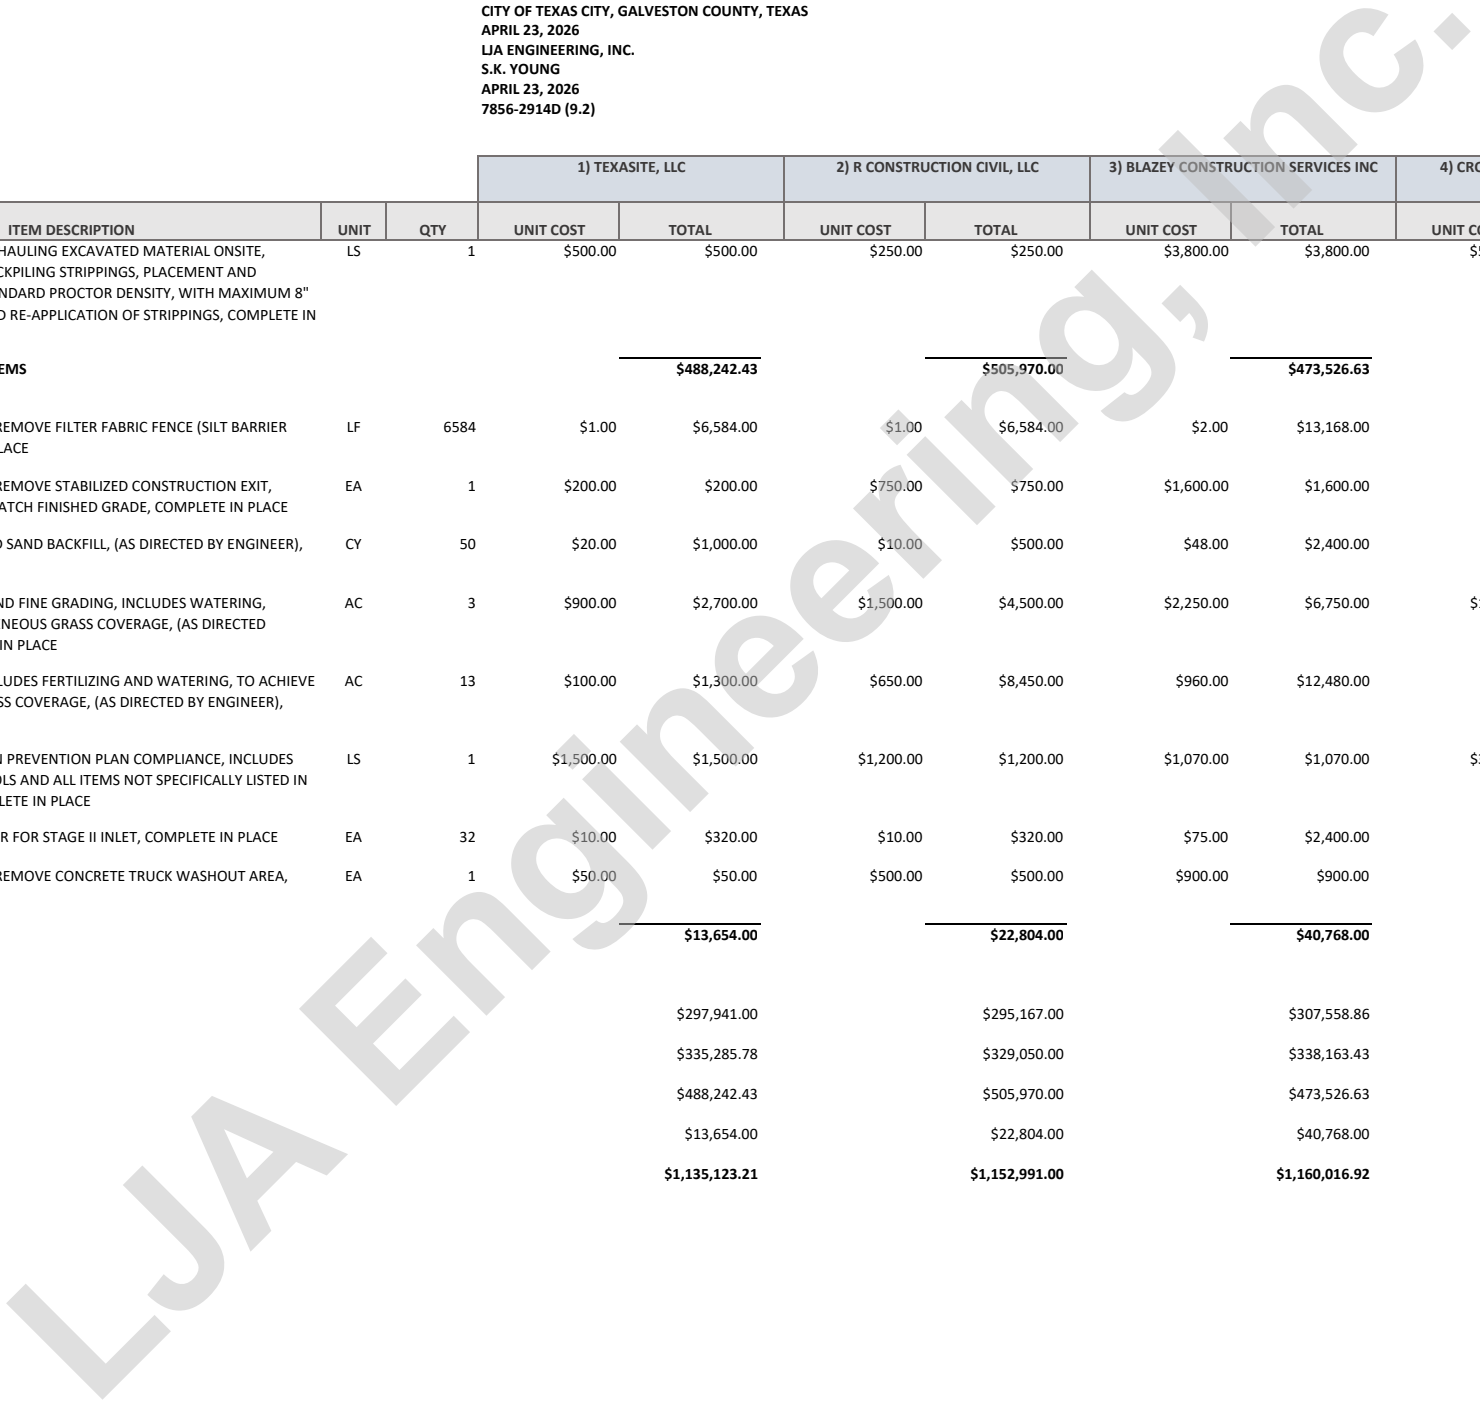 CITY OF TEXAS CITY, GALVESTON COUNTY, TEXAS
APRIL 23, 2026
LJA ENGINEERING, INC.
S.K. YOUNG
APRIL 23, 2026
7856-2914D (9.2)
1) TEXASITE, LLC 2) R CONSTRUCTION CIVIL, LLC 3) BLAZEY CONSTRUCTION SERVICES INC 4)
ITEM DESCRIPTION UNIT QTY UNIT COST TOTAL UNIT COST TOTAL UNIT COST TOTAL UNIT
HAULING EXCAVATED MATERIAL ONSITE, LS 1 $500.00 $500.00 $250.00 $250.00 $3,800.00 $3,800.00
CKPILING STRIPPINGS, PLACEMENT AND
NDARD PROCTOR DENSITY, WITH MAXIMUM 8"
D RE-APPLICATION OF STRIPPINGS, COMPLETE IN
EMS $488,242.43 $505,970.00 $473,526.63
REMOVE FILTER FABRIC FENCE (SILT BARRIER LF 6584 $1.00 $6,584.00 $1.00 $6,584.00 $2.00 $13,168.00
LACE
REMOVE STABILIZED CONSTRUCTION EXIT, EA 1 $200.00 $200.00 $750.00 $750.00 $1,600.00 $1,600.00
ATCH FINISHED GRADE, COMPLETE IN PLACE
D SAND BACKFILL, (AS DIRECTED BY ENGINEER), CY 50 $20.00 $1,000.00 $10.00 $500.00 $48.00 $2,400.00
ND FINE GRADING, INCLUDES WATERING, AC 3 $900.00 $2,700.00 $1,500.00 $4,500.00 $2,250.00 $6,750.00
NEOUS GRASS COVERAGE, (AS DIRECTED
IN PLACE
LUDES FERTILIZING AND WATERING, TO ACHIEVE AC 13 $100.00 $1,300.00 $650.00 $8,450.00 $960.00 $12,480.00
SS COVERAGE, (AS DIRECTED BY ENGINEER),
N PREVENTION PLAN COMPLIANCE, INCLUDES LS 1 $1,500.00 $1,500.00 $1,200.00 $1,200.00 $1,070.00 $1,070.00
OLS AND ALL ITEMS NOT SPECIFICALLY LISTED IN
LETE IN PLACE
R FOR STAGE II INLET, COMPLETE IN PLACE EA 32 $10.00 $320.00 $10.00 $320.00 $75.00 $2,400.00
REMOVE CONCRETE TRUCK WASHOUT AREA, EA 1 $50.00 $50.00 $500.00 $500.00 $900.00 $900.00
$13,654.00 $22,804.00 $40,768.00
$297,941.00 $295,167.00 $307,558.86
$335,285.78 $329,050.00 $338,163.43
$488,242.43 $505,970.00 $473,526.63
$13,654.00 $22,804.00 $40,768.00
$1,135,123.21 $1,152,991.00 $1,160,016.92
LJA Engineering, Inc.